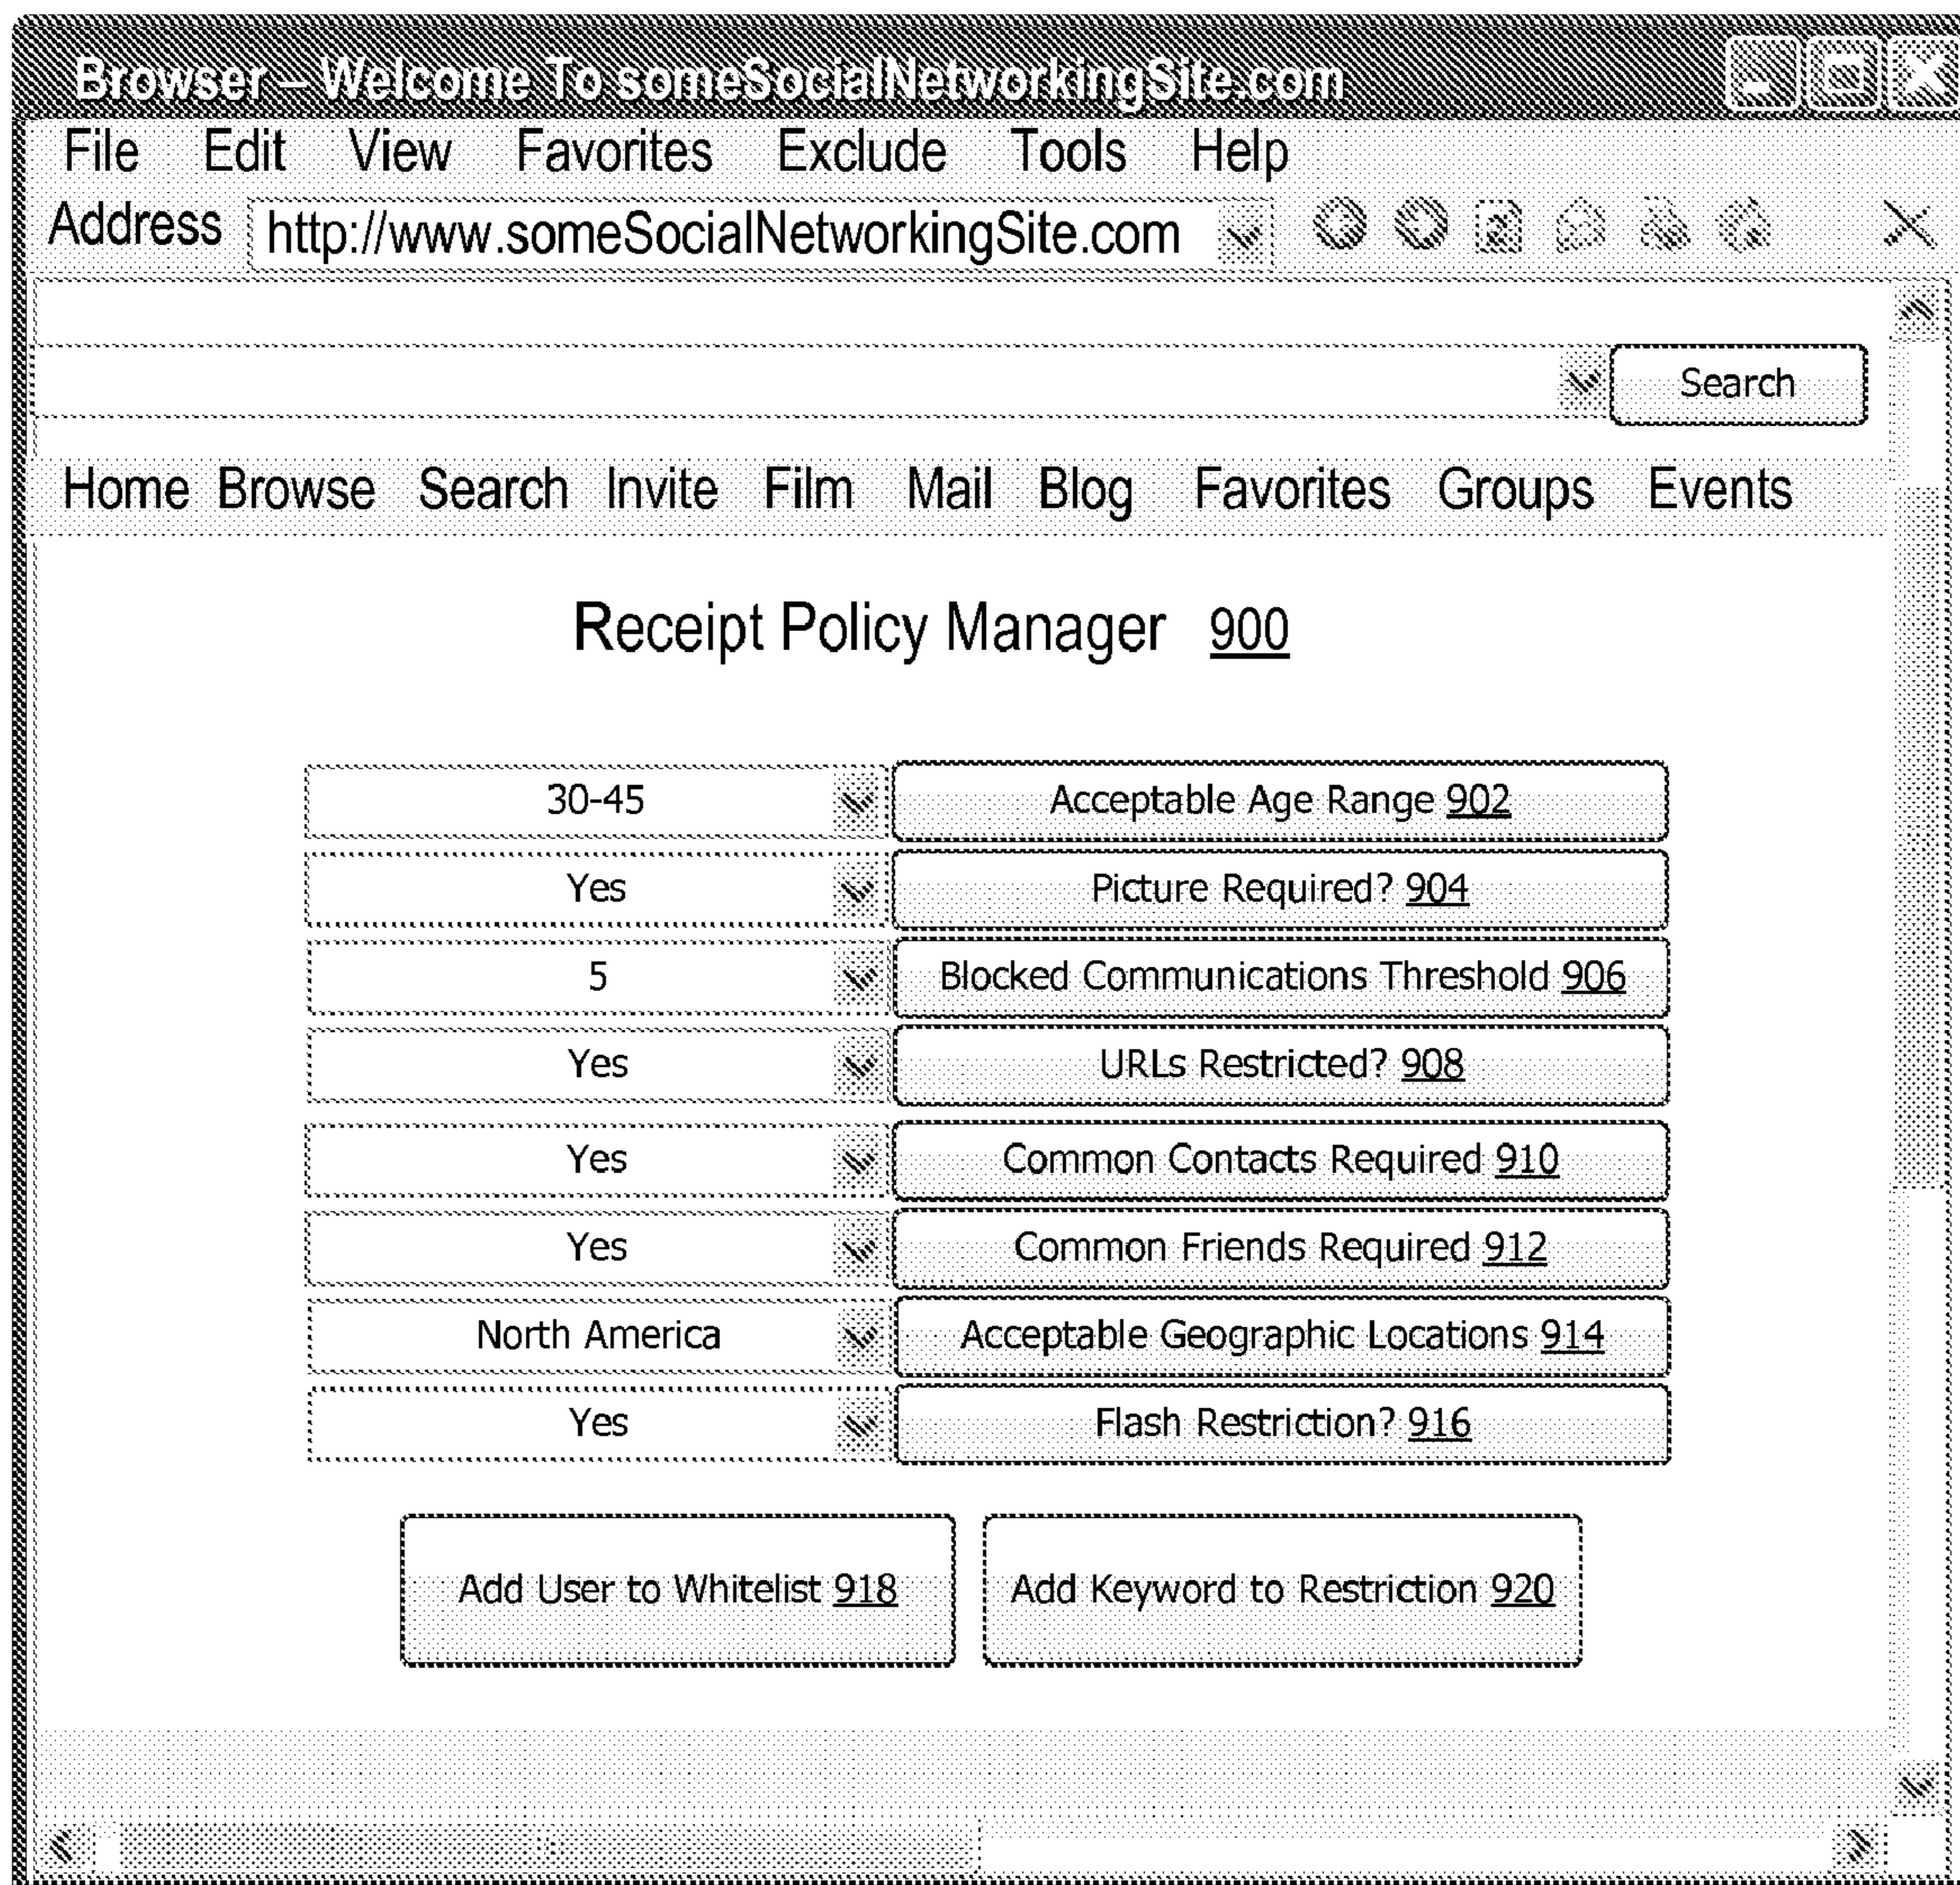 Browser – Welcome To someSocialNetworkingSite.com
File Edit View Favorites Exclude Tools Help
Address http://www.someSocialNetworkingSite.com
Search
Home Browse Search Invite Film Mail Blog Favorites Groups Events
Receipt Policy Manager 900
30-45 Acceptable Age Range 902
Yes Picture Required? 904
5 Blocked Communications Threshold 906
Yes URLs Restricted? 908
Yes Common Contacts Required 910
Yes Common Friends Required 912
North America Acceptable Geographic Locations 914
Yes Flash Restriction? 916
Add User to Whitelist 918 Add Keyword to Restriction 920